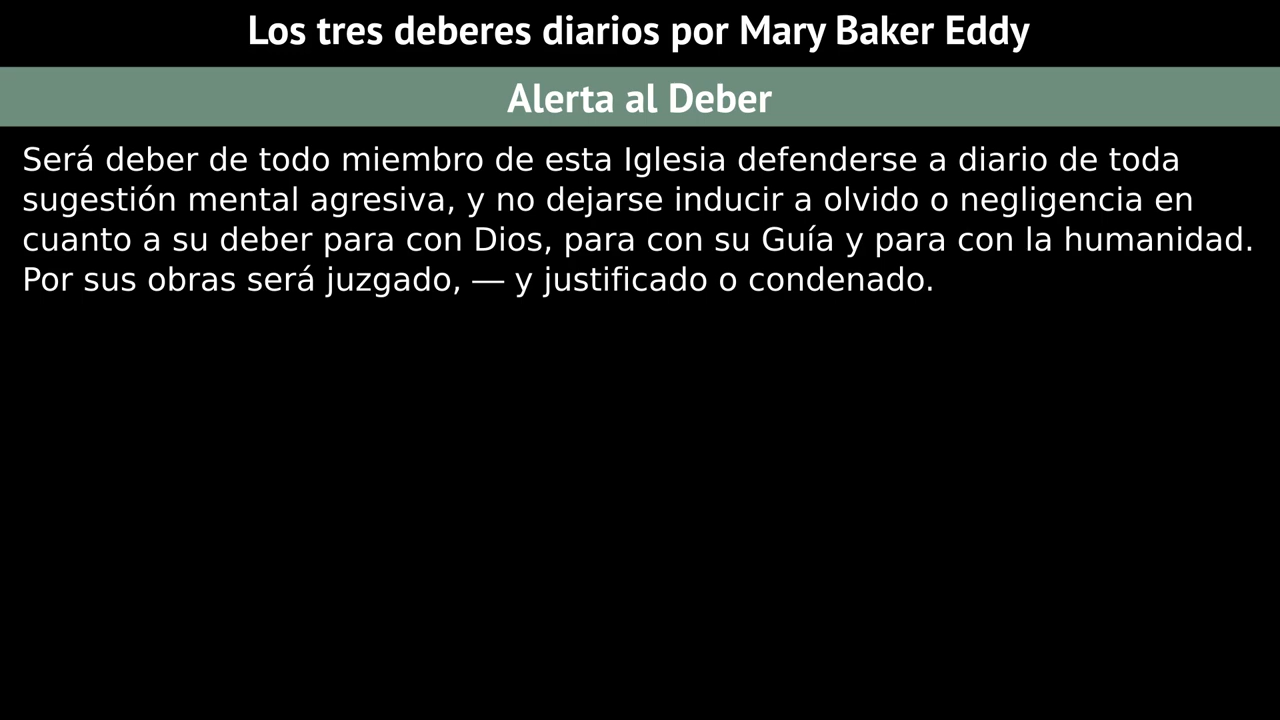 Los tres deberes diarios por Mary Baker Eddy
Alerta al Deber
Será deber de todo miembro de esta Iglesia defenderse a diario de toda
sugestión mental agresiva, y no dejarse inducir a olvido o negligencia en
cuanto a su deber para con Dios, para con su Guía y para con la humanidad.
Por sus obras será juzgado, — y justificado o condenado.